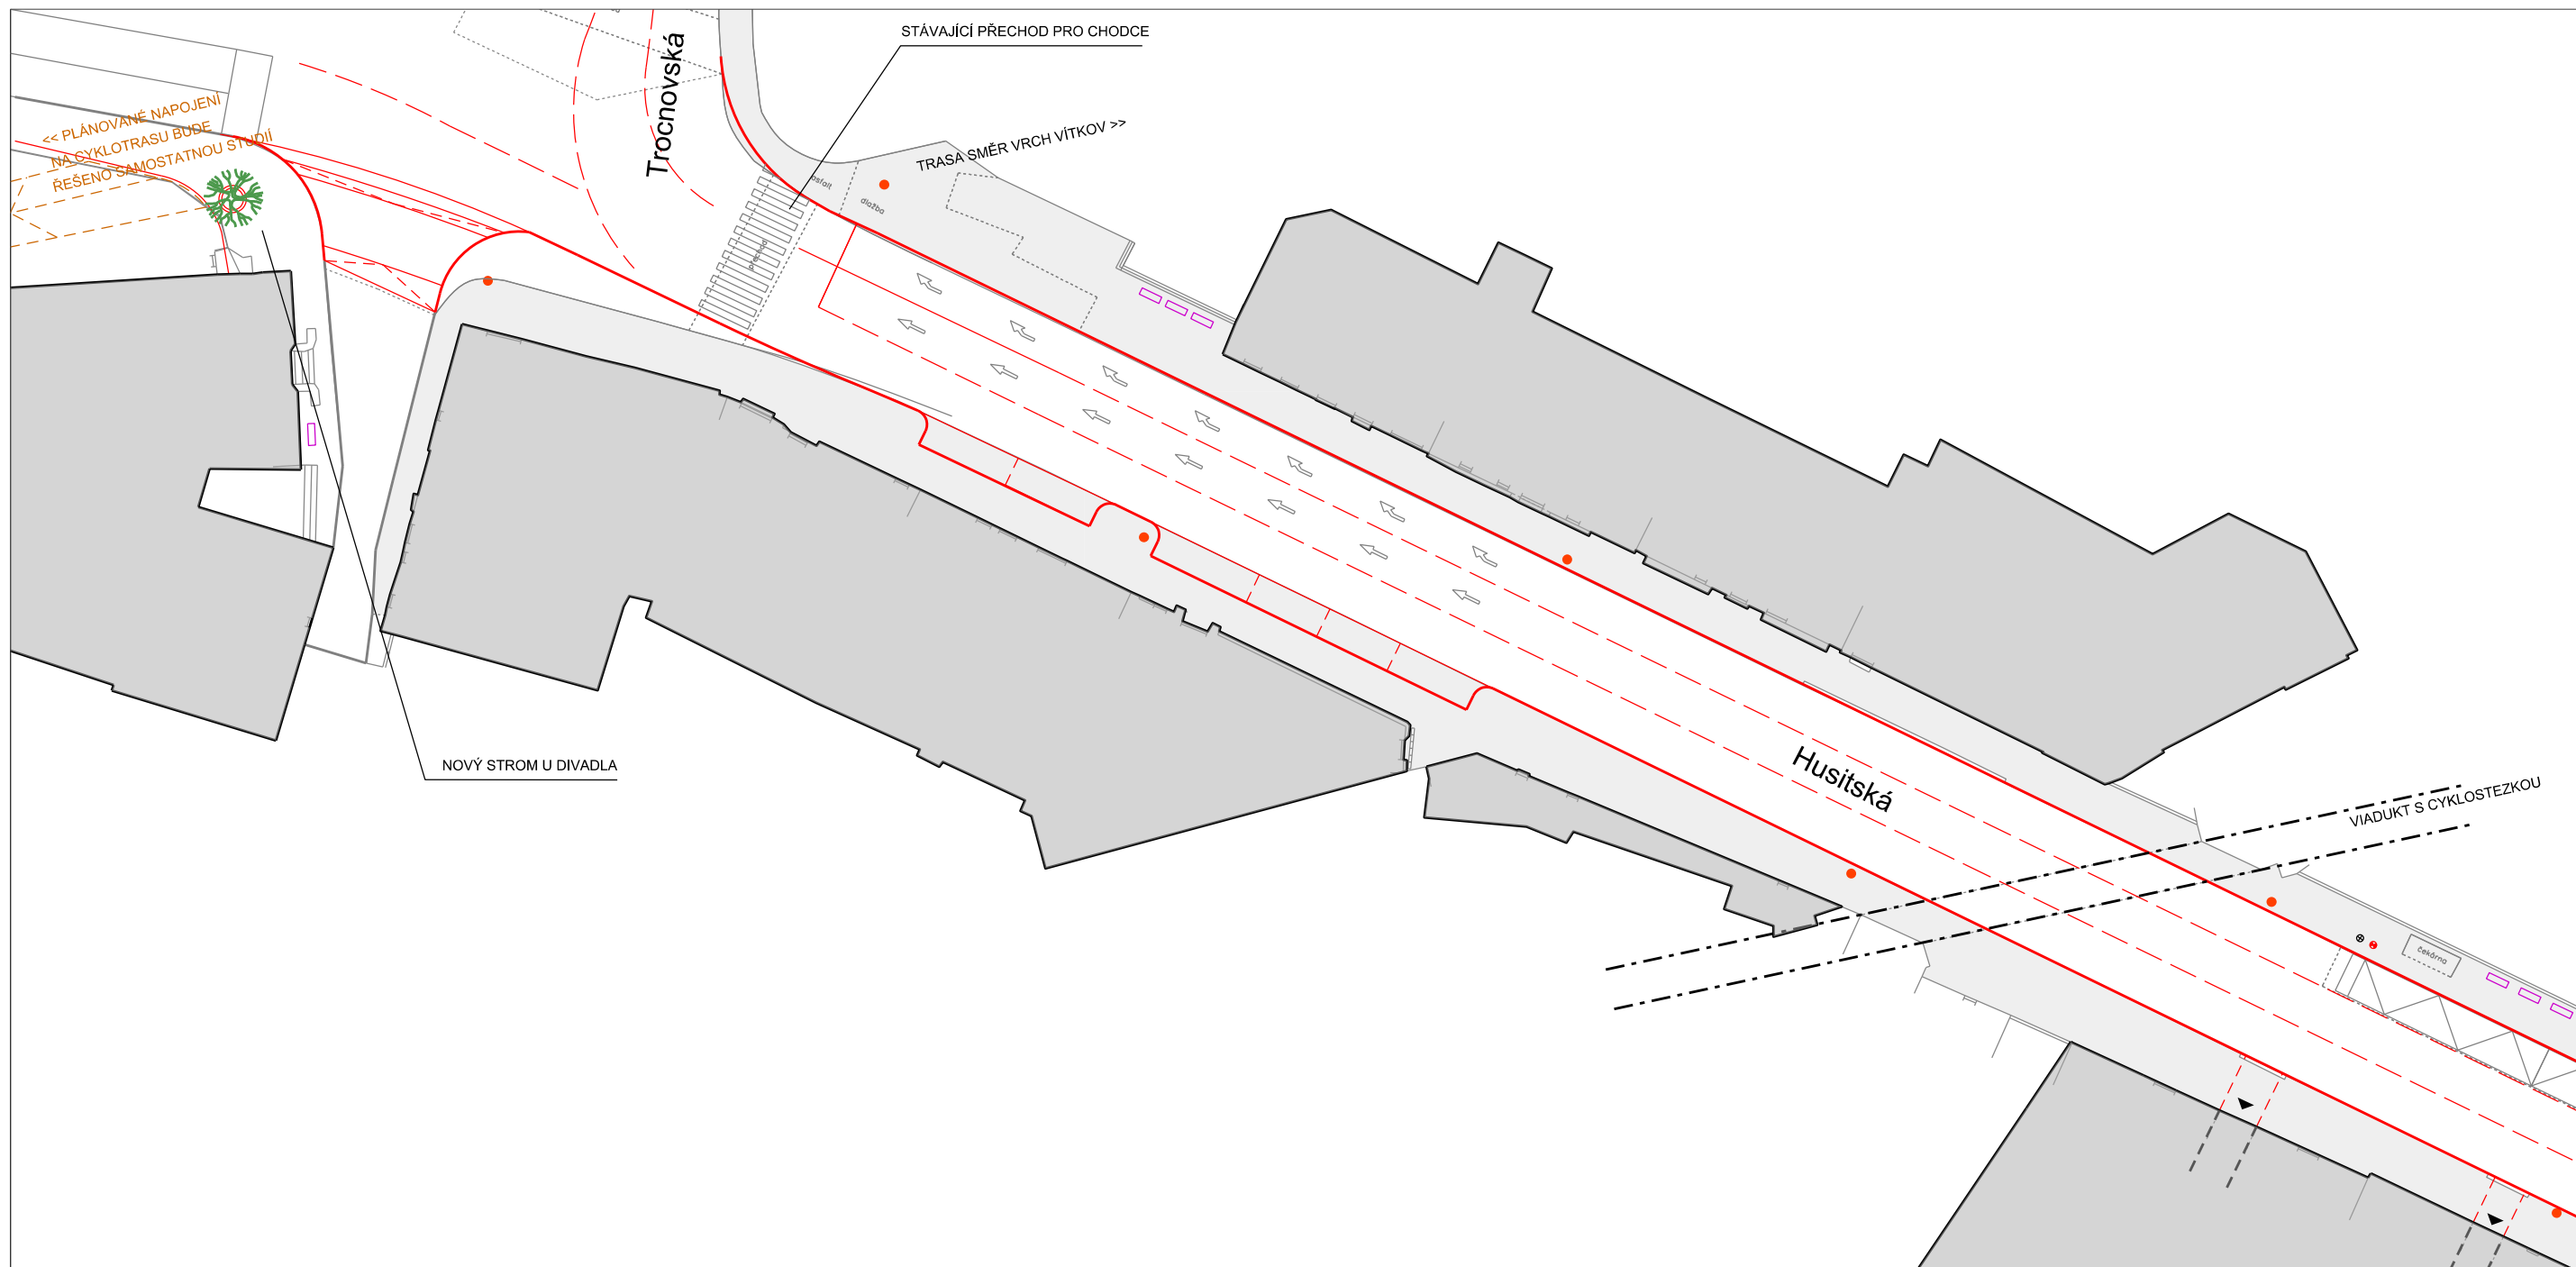 STÁVAJÍCÍ PŘECHOD PRO CHODCE
Trocnovská
<< PLÁNOVANÉ NAPOJENÍ
NA CYKLOTRASU BUDE
ŘEŠENO SAMOSTATNOU STUDIÍ
TRASA SMĚR VRCH VÍTKOV >>
asfalt
dlažba
přechod
NOVÝ STROM U DIVADLA
Husitská
VIADUKT S CYKLOSTEZKOU
čekárna